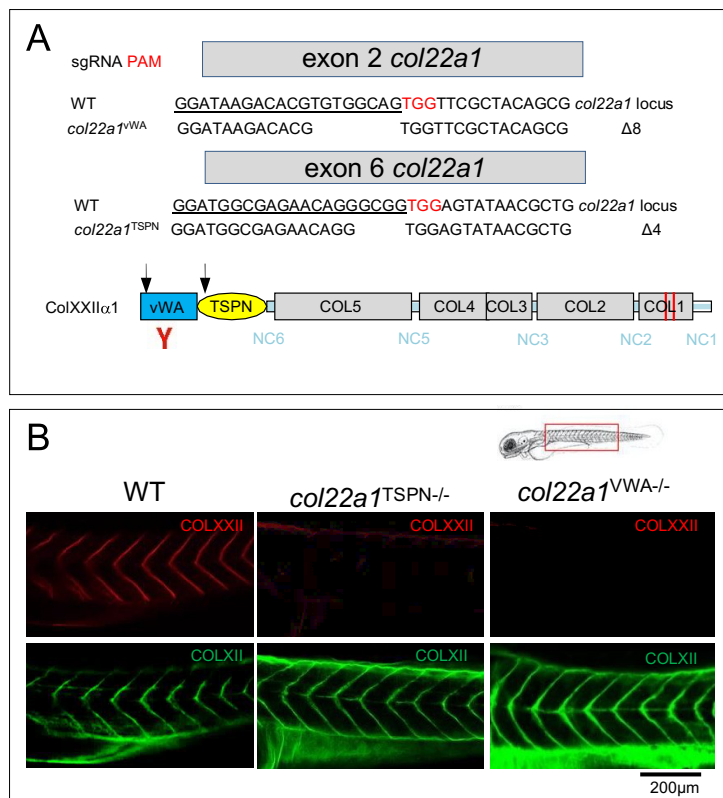 A
sgRNA PAM exon 2 col22a1
WT GGATAAGACACGTGTGGCAGTGGTTCGCTACAGCG col22a1 locus
col22a1vWA GGATAAGACACG TGGTTCGCTACAGCG Δ8
exon 6 col22a1
WT GGATGGCGAGAACAGGGCGGTGGAGTATAACGCTG col22a1 locus
col22a1TSPN GGATGGCGAGAACAGG TGGAGTATAACGCTG Δ4
ColXXIIα1 vWA TSPN COL5 COL4 COL3 COL2 COL1
NC6 NC5 NC3 NC2 NC1
B
WT col22a1TSPN-/- col22a1VWA-/-
COLXXII COLXXII COLXXII
COLXII COLXII COLXII
200µm